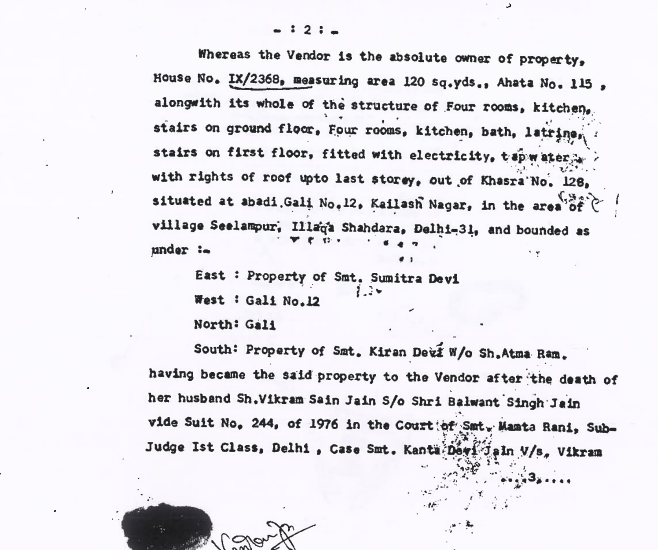 - : 2 : -
Whereas the Vendor is the absolute owner of property,
House No. IX/2368, measuring area 120 sq.yds., Ahata No. 115 ,
alongwith its whole of the structure of Four rooms, kitchen,
stairs on ground floor, Four rooms, kitchen, bath, latrine,
stairs on first floor, fitted with electricity, tap water
with rights of roof upto last storey, out of Khasra No. 128,
situated at abadi Gali No.12, Kailash Nagar, in the area of
village Seelampur, Illaqa Shahdara, Delhi-31, and bounded as
under :-
East : Property of Smt. Sumitra Devi
West : Gali No.12
North: Gali
South: Property of Smt. Kiran Devi W/o Sh.Atma Ram.
having became the said property to the Vendor after the death of
her husband Sh.Vikram Sain Jain S/o Shri Balwant Singh Jain
vide Suit No. 244, of 1976 in the Court of Smt. Mamta Rani, Sub-
Judge Ist Class, Delhi , Case Smt. Kanta Devi Jain V/s. Vikram
....3.....